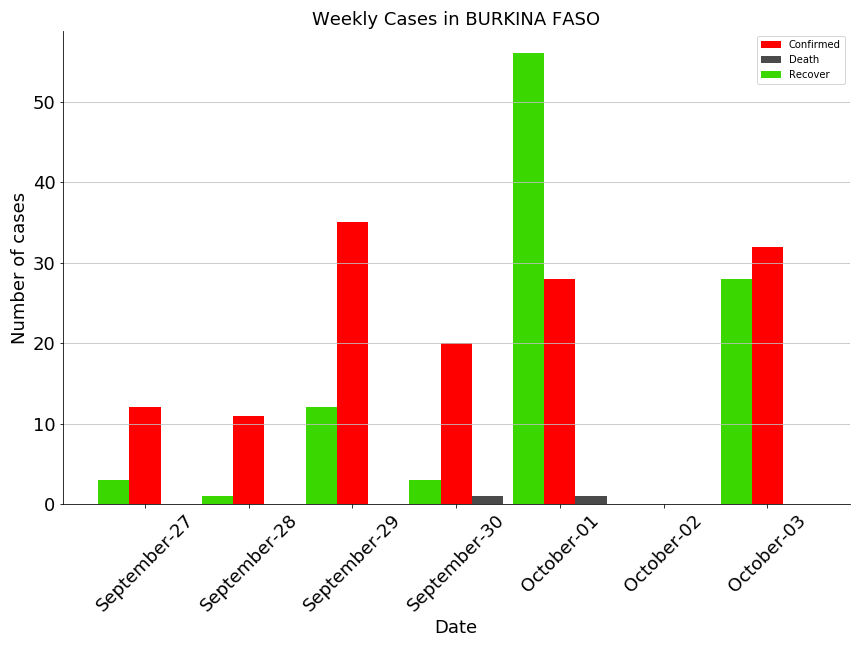 Weekly Cases in BURKINA FASO
Confirmed
Death
Recover
Number of cases
50
40
30
20
10
0
September-27
September-28
September-29
September-30
October-01
October-02
October-03
Date